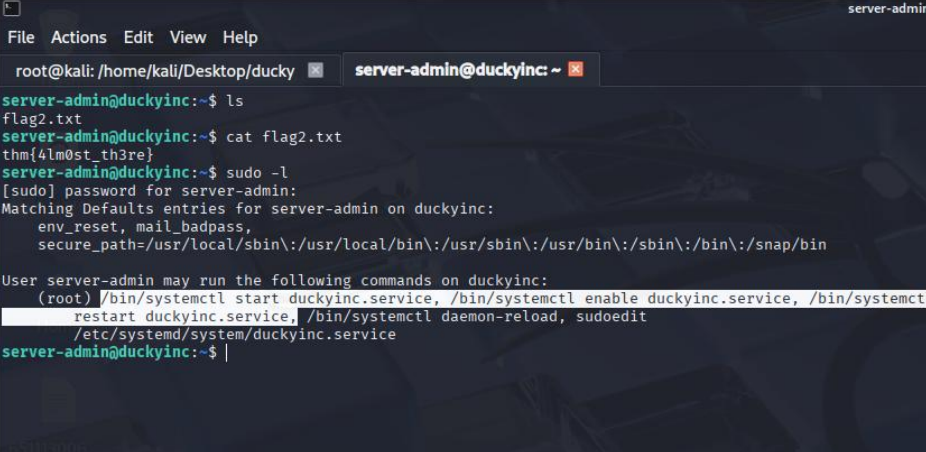 server-admin
File Actions Edit View Help
root@kali: /home/kali/Desktop/ducky server-admin@duckyinc: ~
server-admin@duckyinc:~$ ls
flag2.txt
server-admin@duckyinc:~$ cat flag2.txt
thm{4lm0st_th3re}
server-admin@duckyinc:~$ sudo -l
[sudo] password for server-admin:
Matching Defaults entries for server-admin on duckyinc:
env_reset, mail_badpass,
secure_path=/usr/local/sbin\:/usr/local/bin\:/usr/sbin\:/usr/bin\:/sbin\:/bin\:/snap/bin
User server-admin may run the following commands on duckyinc:
(root) /bin/systemctl start duckyinc.service, /bin/systemctl enable duckyinc.service, /bin/systemct
restart duckyinc.service, /bin/systemctl daemon-reload, sudoedit
/etc/systemd/system/duckyinc.service
server-admin@duckyinc:~$